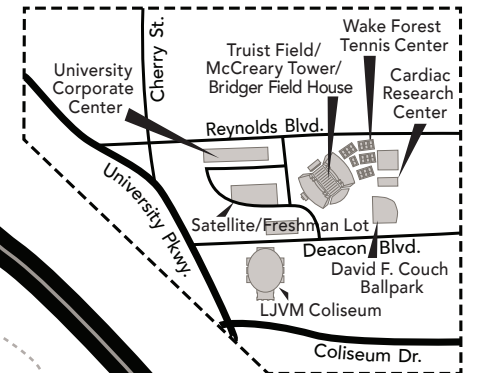 Cherry St.
Wake Forest
Tennis Center
Truist Field/
McCreary Tower/
Bridger Field House
University
Corporate
Center
Cardiac
Research
Center
Reynolds Blvd.
University Pkwy.
Satellite/Freshman Lot
Deacon Blvd.
David F. Couch
Ballpark
LJVM Coliseum
Coliseum Dr.